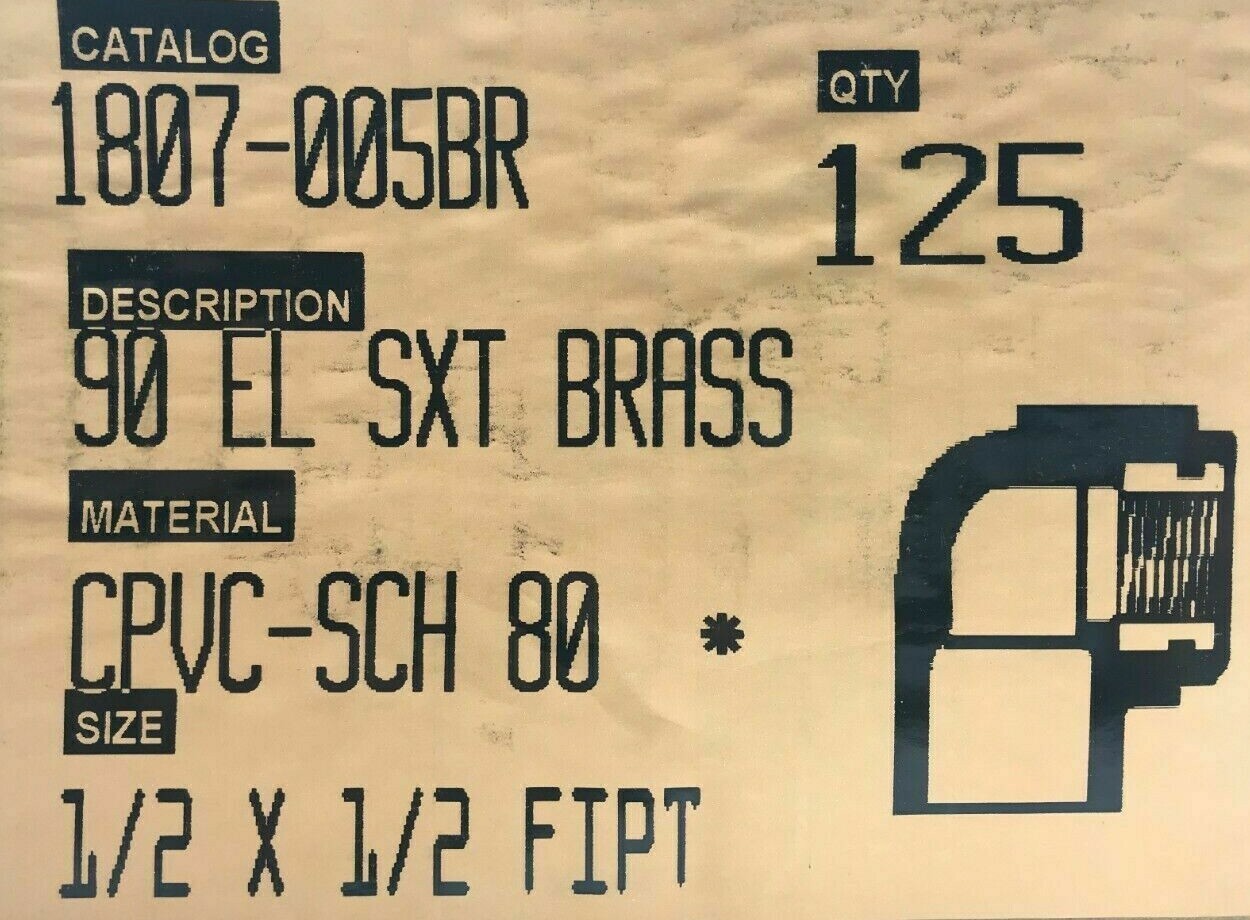 CATALOG
1807-005BR
QTY
125
DESCRIPTION
90 EL SXT BRASS
MATERIAL
CPVC-SCH 80 *
SIZE
1/2 X 1/2 FIPT